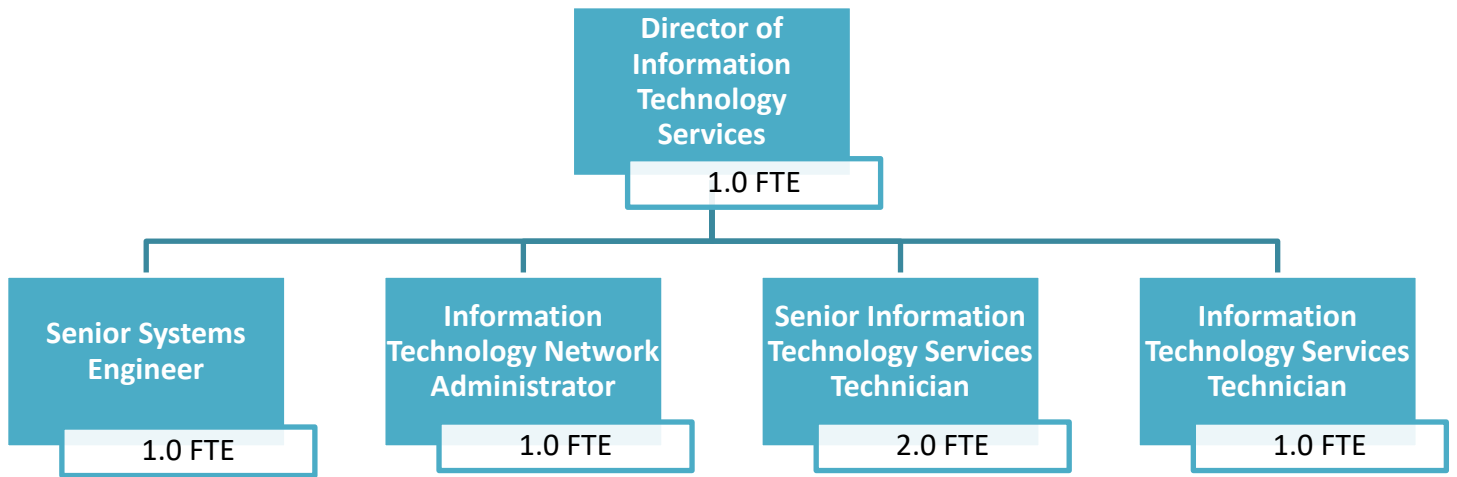 Director of
Information
Technology
Services
1.0 FTE
Senior Systems
Engineer
1.0 FTE
Information
Technology Network
Administrator
1.0 FTE
Senior Information
Technology Services
Technician
2.0 FTE
Information
Technology Services
Technician
1.0 FTE